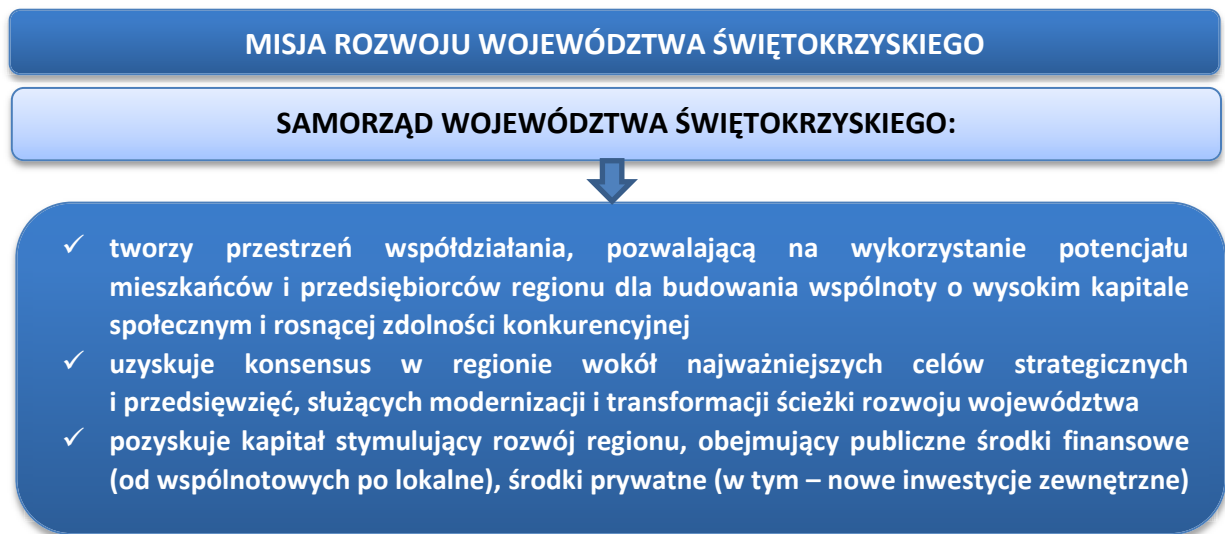 MISJA ROZWOJU WOJEWÓDZTWA ŚWIĘTOKRZYSKIEGO
SAMORZĄD WOJEWÓDZTWA ŚWIĘTOKRZYSKIEGO:
✓ tworzy przestrzeń współdziałania, pozwalającą na wykorzystanie potencjału
mieszkańców i przedsiębiorców regionu dla budowania wspólnoty o wysokim kapitale
społecznym i rosnącej zdolności konkurencyjnej
✓ uzyskuje konsensus w regionie wokół najważniejszych celów strategicznych
i przedsięwzięć, służących modernizacji i transformacji ścieżki rozwoju województwa
✓ pozyskuje kapitał stymulujący rozwój regionu, obejmujący publiczne środki finansowe
(od wspólnotowych po lokalne), środki prywatne (w tym – nowe inwestycje zewnętrzne)